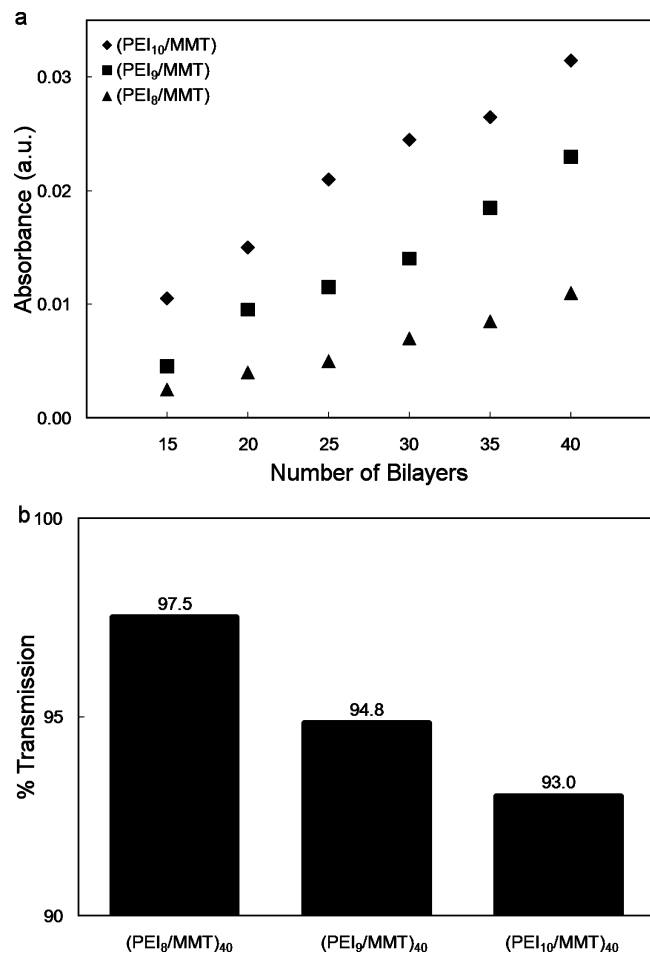 a
0.03
0.02
0.01
0.00
Absorbance (a.u.)
(PEI₁₀/MMT)
(PEI₉/MMT)
(PEI₈/MMT)
15 20 25 30 35 40
Number of Bilayers
b
100
95
90
% Transmission
97.5
94.8
93.0
(PEI₈/MMT)₄₀ (PEI₉/MMT)₄₀ (PEI₁₀/MMT)₄₀